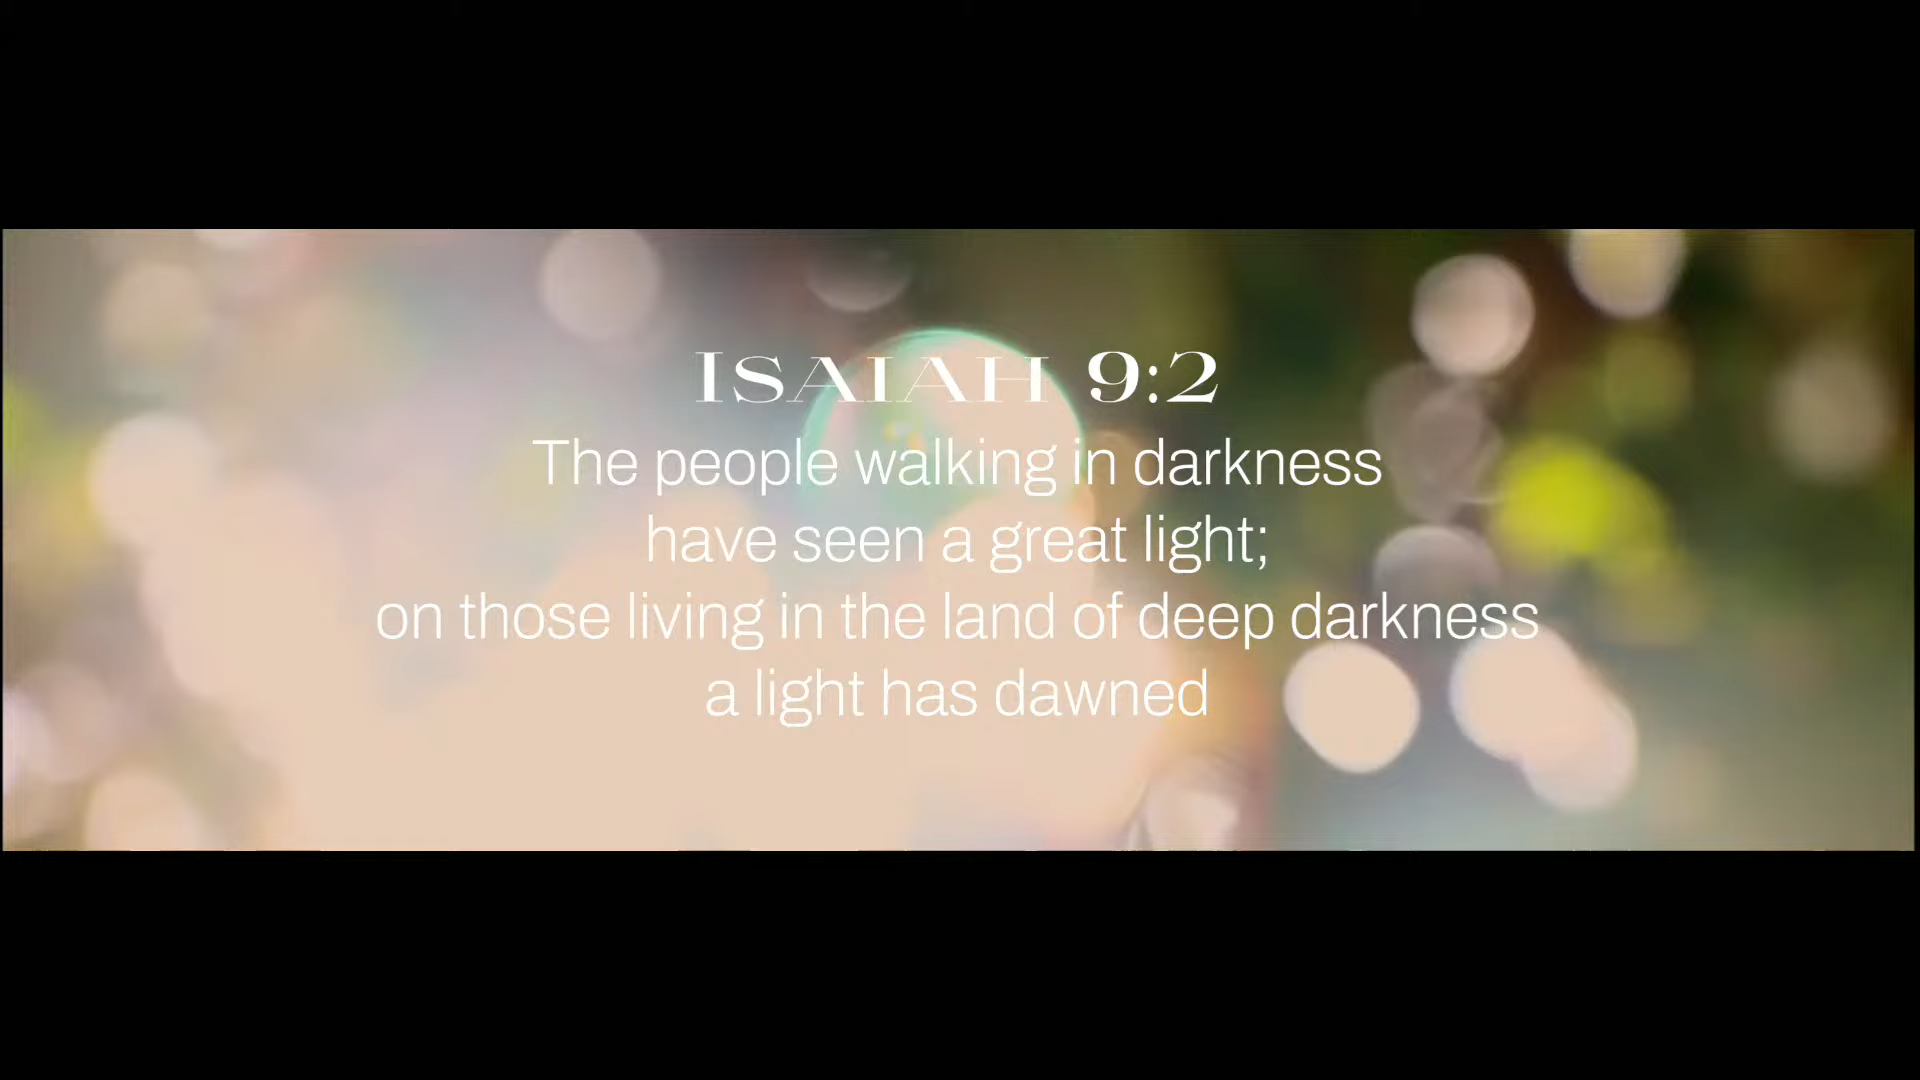 ISAIAH 9:2
The people walking in darkness
have seen a great light;
on those living in the land of deep darkness
a light has dawned